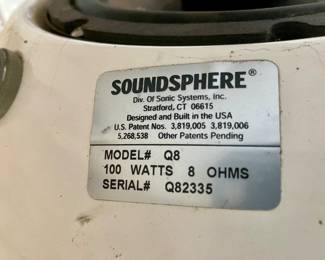 SOUNDSPHERE®
Div. Of Sonic Systems, Inc.
Stratford, CT 06615
Designed and Built in the USA
U.S. Patent Nos. 3,819,005 3,819,006
5,268,538 Other Patents Pending
MODEL# Q8
100 WATTS 8 OHMS
SERIAL# Q82335